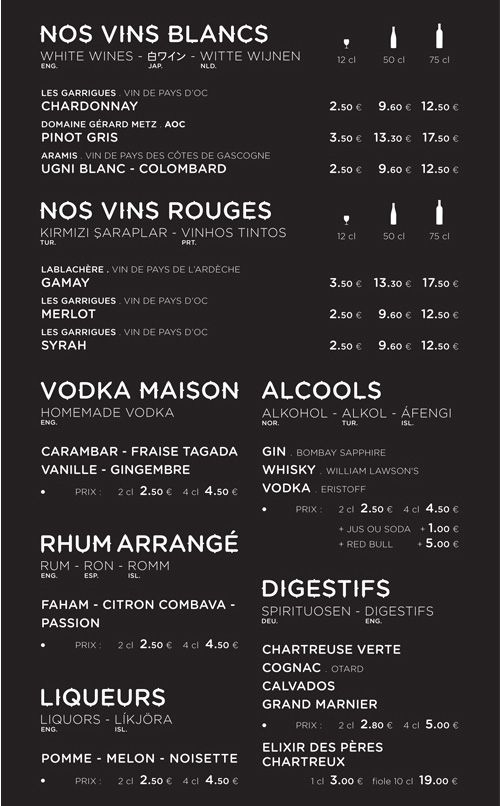 NOS VINS BLANCS
WHITE WINES - 白ワイン - WITTE WIJNEN
ENG. JAP. NLD.
12 cl 50 cl 75 cl
LES GARRIGUES . VIN DE PAYS D'OC
CHARDONNAY 2.50 € 9.60 € 12.50 €
DOMAINE GÉRARD METZ . AOC
PINOT GRIS 3.50 € 13.30 € 17.50 €
ARAMIS . VIN DE PAYS DES CÔTES DE GASCOGNE
UGNI BLANC - COLOMBARD 2.50 € 9.60 € 12.50 €
NOS VINS ROUGES
KIRMIZI ŞARAPLAR - VINHOS TINTOS
TUR. PRT.
12 cl 50 cl 75 cl
LABLACHÈRE . VIN DE PAYS DE L'ARDÈCHE
GAMAY 3.50 € 13.30 € 17.50 €
LES GARRIGUES . VIN DE PAYS D'OC
MERLOT 2.50 € 9.60 € 12.50 €
LES GARRIGUES . VIN DE PAYS D'OC
SYRAH 2.50 € 9.60 € 12.50 €
VODKA MAISON
HOMEMADE VODKA
ENG.
CARAMBAR - FRAISE TAGADA
VANILLE - GINGEMBRE
• PRIX : 2 cl 2.50 € 4 cl 4.50 €
RHUM ARRANGÉ
RUM - RON - ROMM
ENG. ESP. ISL.
FAHAM - CITRON COMBAVA -
PASSION
• PRIX : 2 cl 2.50 € 4 cl 4.50 €
LIQUEURS
LIQUORS - LÍKJÖRA
ENG. ISL.
POMME - MELON - NOISETTE
• PRIX : 2 cl 2.50 € 4 cl 4.50 €
ALCOOLS
ALKOHOL - ALKOL - ÁFENGI
NOR. TUR. ISL.
GIN . BOMBAY SAPPHIRE
WHISKY . WILLIAM LAWSON'S
VODKA . ERISTOFF
• PRIX : 2 cl 2.50 € 4 cl 4.50 €
+ JUS OU SODA + 1.00 €
+ RED BULL + 5.00 €
DIGESTIFS
SPIRITUOSEN - DIGESTIFS
DEU. ENG.
CHARTREUSE VERTE
COGNAC . OTARD
CALVADOS
GRAND MARNIER
• PRIX : 2 cl 2.80 € 4 cl 5.00 €
ELIXIR DES PÈRES
CHARTREUX
1 cl 3.00 € fiole 10 cl 19.00 €